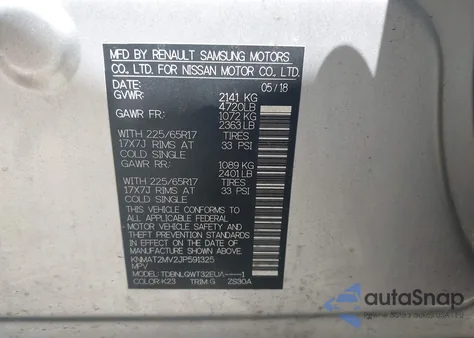 MFD BY RENAULT SAMSUNG MOTORS
CO., LTD. FOR NISSAN MOTOR CO., LTD.
DATE: 05/18
GVWR: 2141 KG
4720LB
GAWR FR: 1072 KG
2363LB
WITH 225/65R17 TIRES
17X7J RIMS AT 33 PSI
COLD SINGLE
GAWR RR: 1089 KG
2401LB
WITH 225/65R17 TIRES
17X7J RIMS AT 33 PSI
COLD SINGLE
THIS VEHICLE CONFORMS TO
ALL APPLICABLE FEDERAL
MOTOR VEHICLE SAFETY
STANDARDS IN EFFECT ON
THE DATE OF MANUFACTURE
SHOWN ABOVE.
KNMAT2MV2JP591325
MPV
MODEL: TDBNLGWT32EUA----1
COLOR: K23 TRIM: G ZS30A
autoSnap